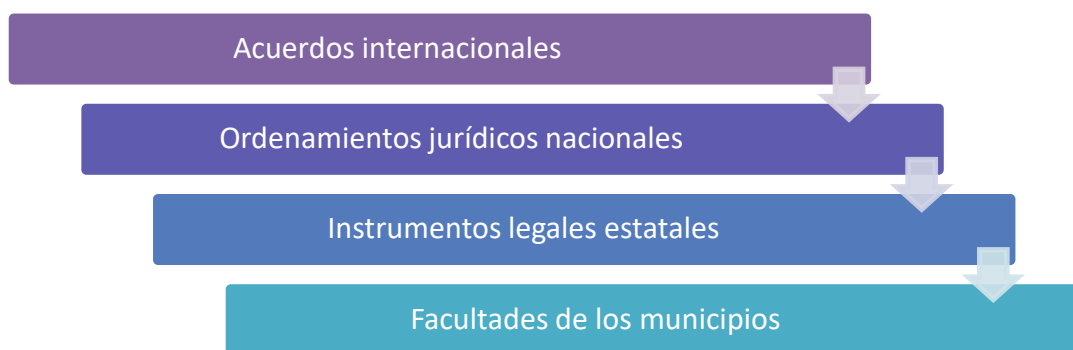 Acuerdos internacionales
Ordenamientos jurídicos nacionales
Instrumentos legales estatales
Facultades de los municipios